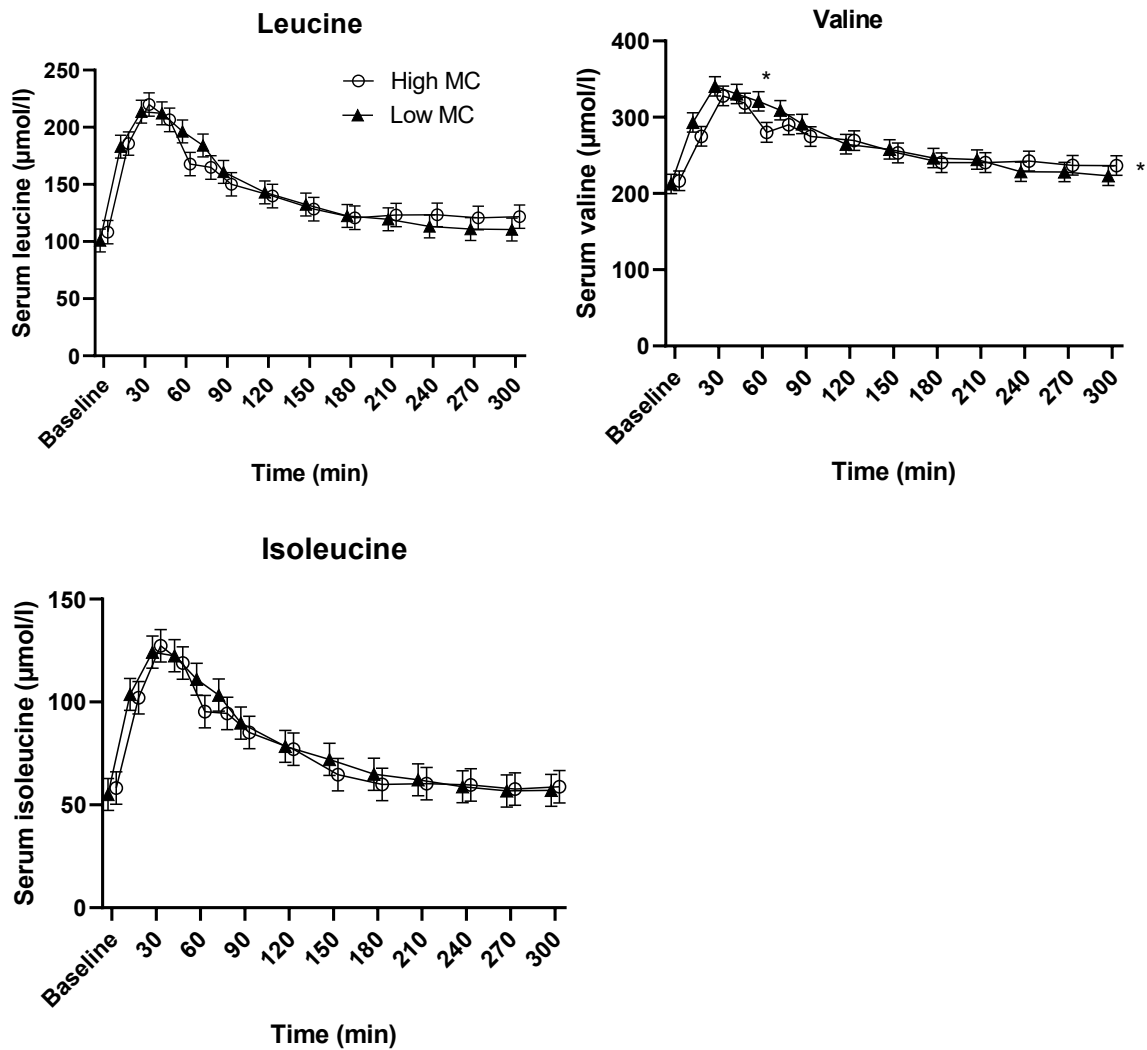 Leucine
High MC
Low MC
Serum leucine (µmol/l)
250
200
150
100
50
0
Baseline 30 60 90 120 150 180 210 240 270 300
Time (min)
Valine
Serum valine (µmol/l)
400
300
200
100
0
*
*
Baseline 30 60 90 120 150 180 210 240 270 300
Time (min)
Isoleucine
Serum isoleucine (µmol/l)
150
100
50
0
Baseline 30 60 90 120 150 180 210 240 270 300
Time (min)